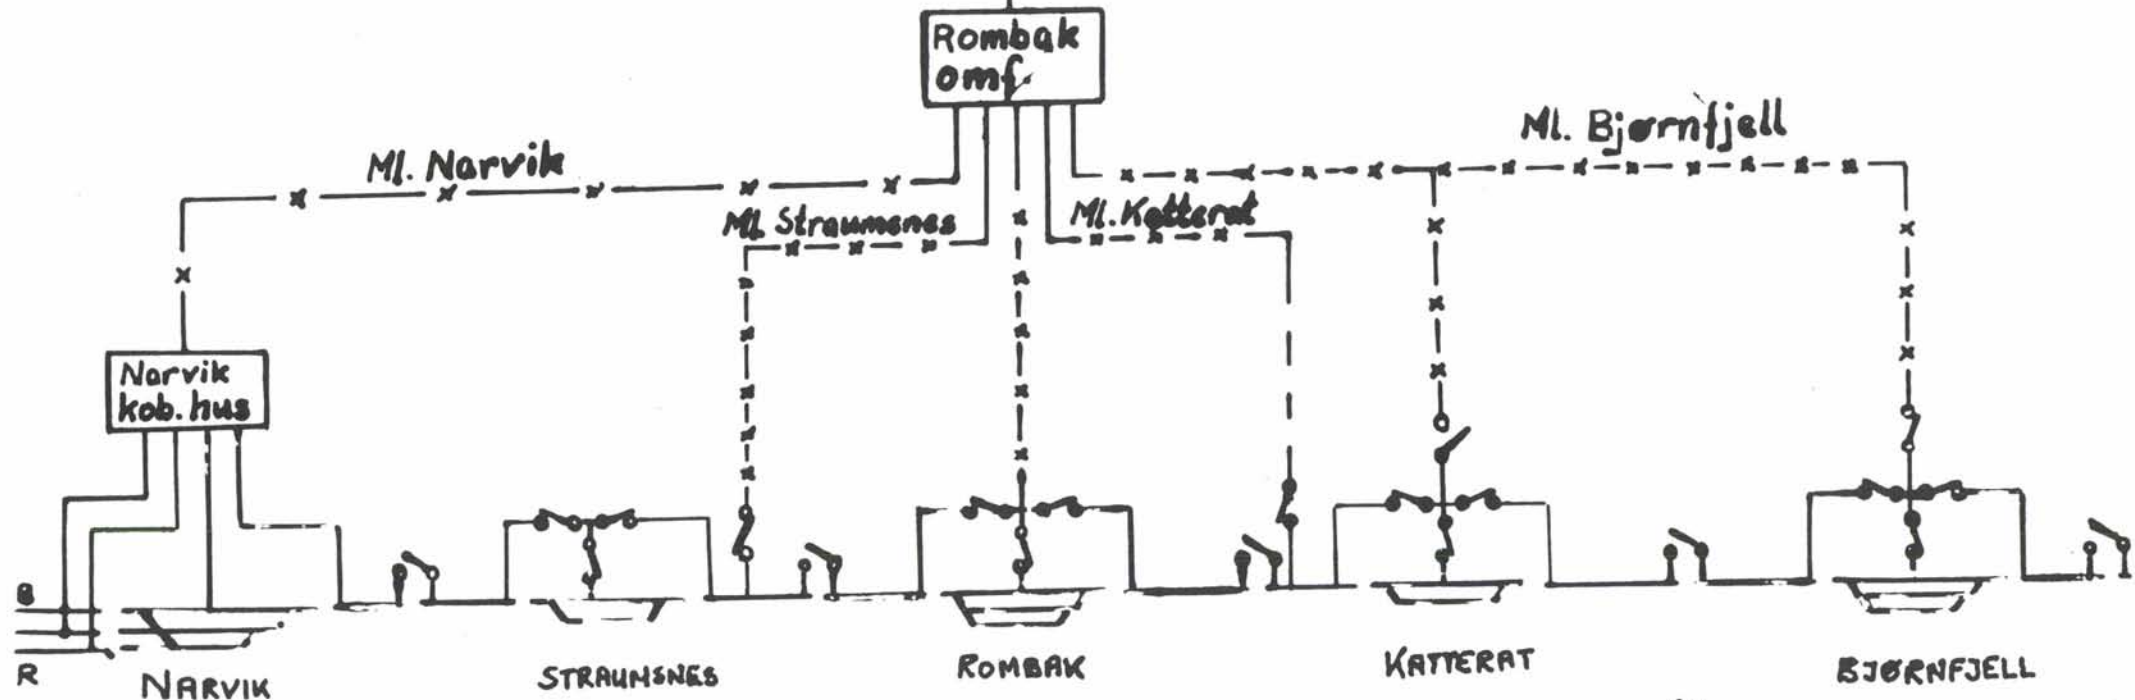 Rombak
omf.
Ml. Bjørnfjell
Ml. Narvik
Ml. Straumsnes
Ml. Katterat
Narvik
kob. hus
B
R
NARVIK
STRAUMSNES
ROMBAK
KATTERAT
BJØRNFJELL